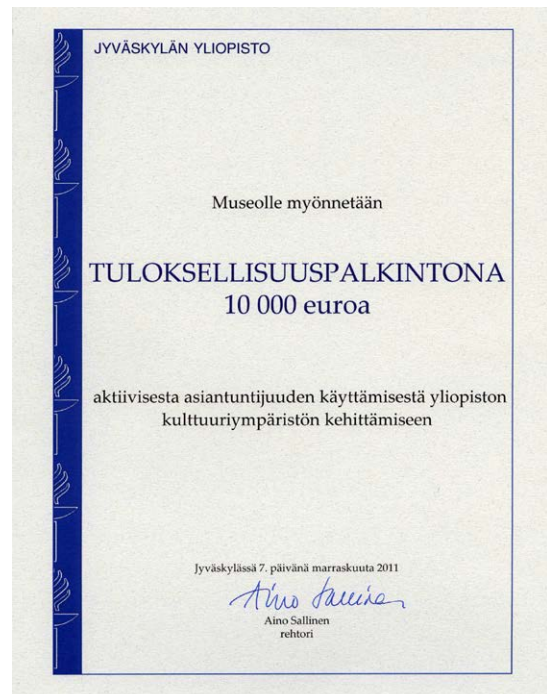 JYVÄSKYLÄN YLIOPISTO
Museolle myönnetään
TULOKSELLISUUSPALKINTONA
10 000 euroa
aktiivisesta asiantuntijuuden käyttämisestä yliopiston
kulttuuriympäristön kehittämiseen
Jyväskylässä 7. päivänä marraskuuta 2011
Aino Sallinen
Aino Sallinen
rehtori